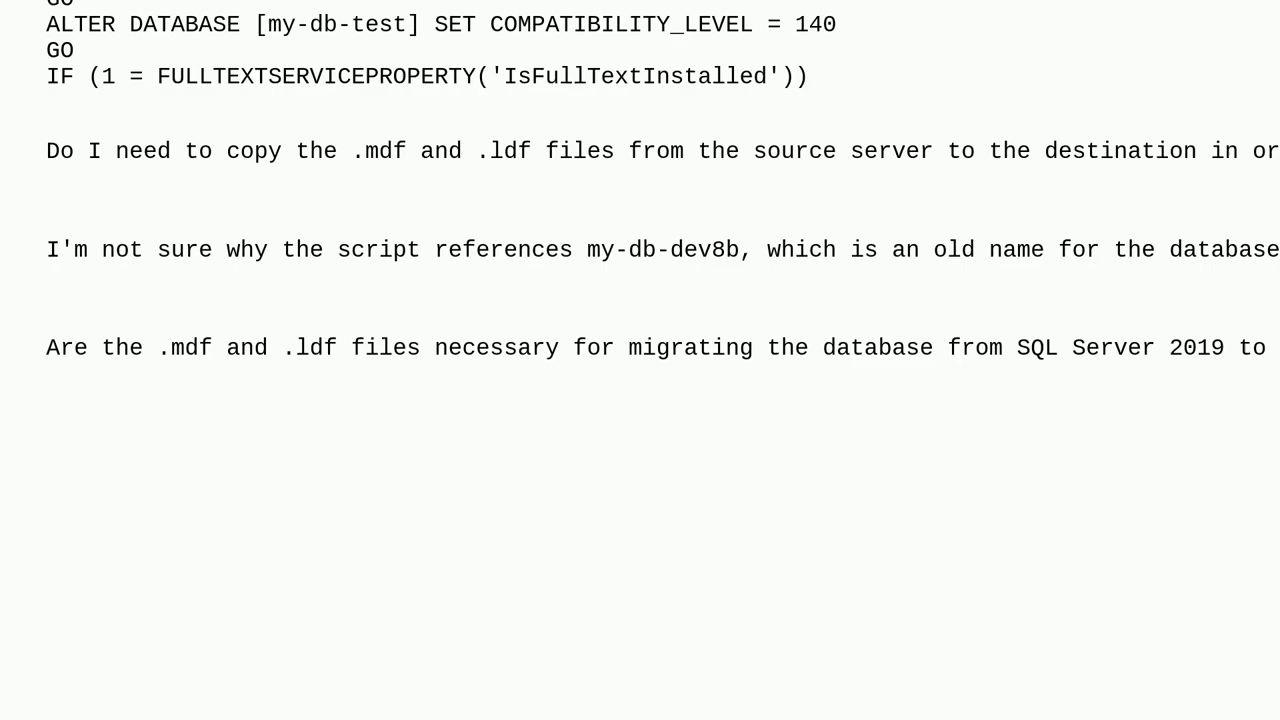 GO
ALTER DATABASE [my-db-test] SET COMPATIBILITY_LEVEL = 140
GO
IF (1 = FULLTEXTSERVICEPROPERTY('IsFullTextInstalled'))
Do I need to copy the .mdf and .ldf files from the source server to the destination in or
I'm not sure why the script references my-db-dev8b, which is an old name for the database
Are the .mdf and .ldf files necessary for migrating the database from SQL Server 2019 to